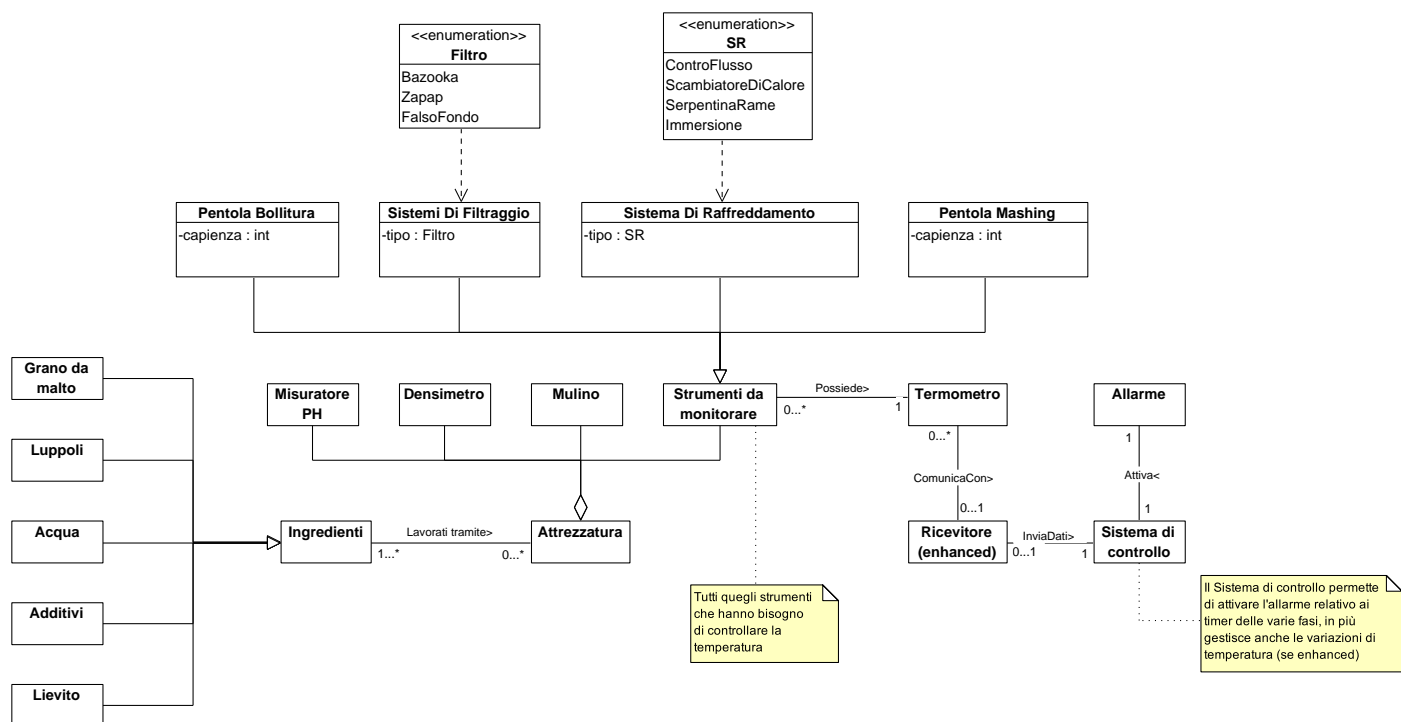 <<enumeration>>
Filtro
Bazooka
Zapap
FalsoFondo
<<enumeration>>
SR
ControFlusso
ScambiatoreDiCalore
SerpentinaRame
Immersione
Pentola Bollitura
-capienza : int
Sistemi Di Filtraggio
-tipo : Filtro
Sistema Di Raffreddamento
-tipo : SR
Pentola Mashing
-capienza : int
Grano da
malto
Luppoli
Acqua
Additivi
Lievito
Misuratore
PH
Densimetro
Mulino
Strumenti da
monitorare
Possiede>
0...*
1
Termometro
Allarme
0...*
ComunicaCon>
0...1
1
Attiva<
1
Ingredienti
Lavorati tramite>
1...*
0...*
Attrezzatura
Ricevitore
(enhanced)
InviaDati>
0...1
1
Sistema di
controllo
Tutti quegli strumenti
che hanno bisogno
di controllare la
temperatura
Il Sistema di controllo permette
di attivare l'allarme relativo ai
timer delle varie fasi, in più
gestisce anche le variazioni di
temperatura (se enhanced)